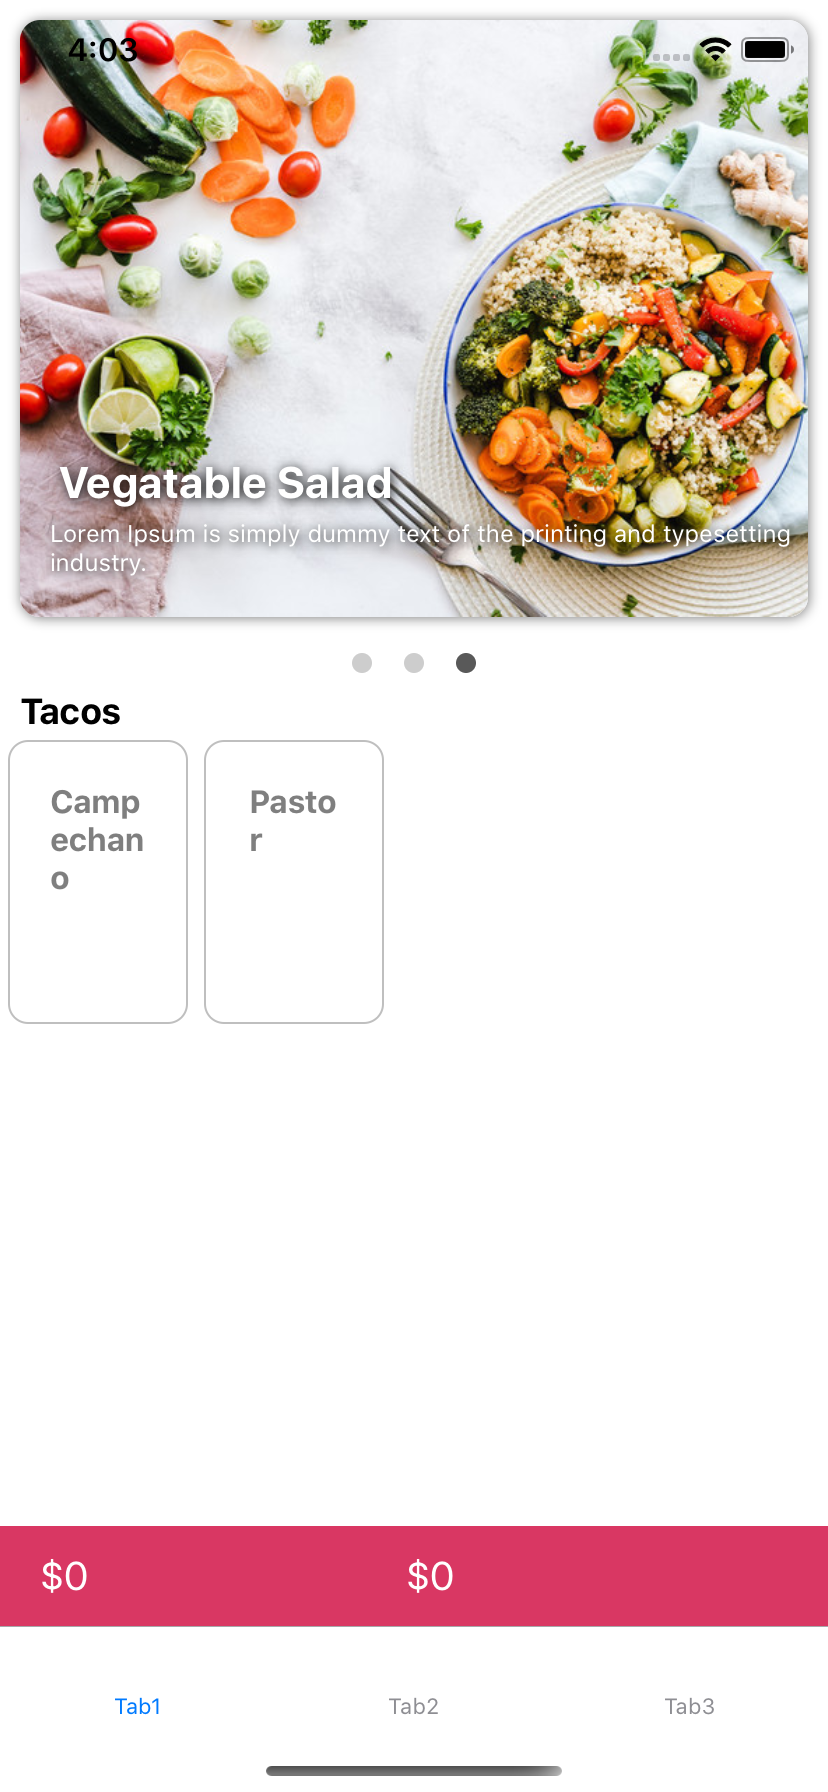 4:03
Vegatable Salad
Lorem Ipsum is simply dummy text of the printing and typesetting
industry.
Tacos
Camp
echan
o
Pasto
r
$0 $0
Tab1 Tab2 Tab3